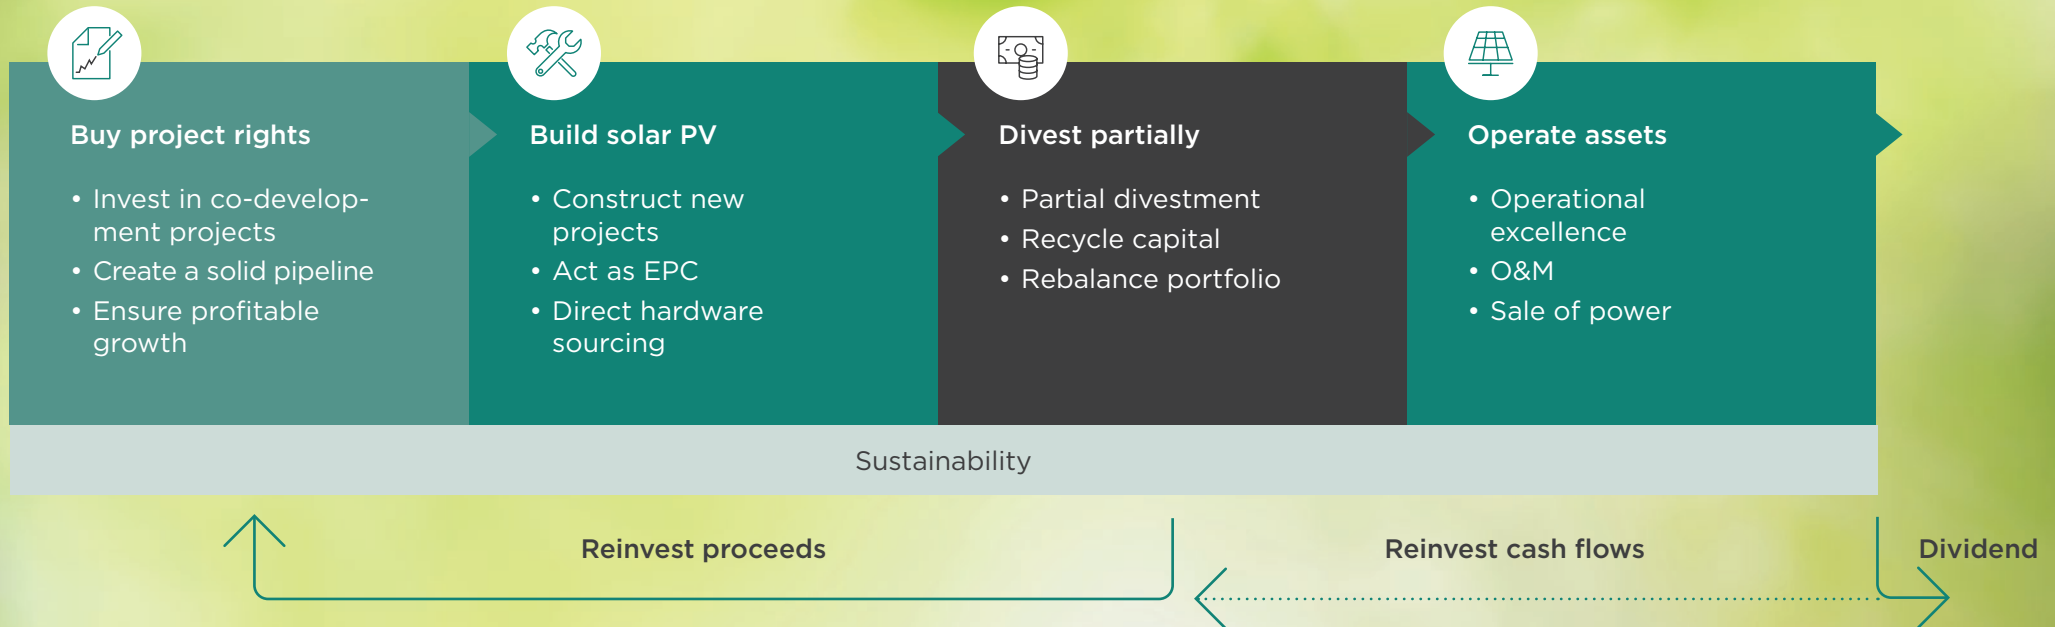 Buy project rights
• Invest in co-develop-
ment projects
• Create a solid pipeline
• Ensure profitable
growth
Build solar PV
• Construct new
projects
• Act as EPC
• Direct hardware
sourcing
Divest partially
• Partial divestment
• Recycle capital
• Rebalance portfolio
Operate assets
• Operational
excellence
• O&M
• Sale of power
Sustainability
Reinvest proceeds
Reinvest cash flows
Dividend